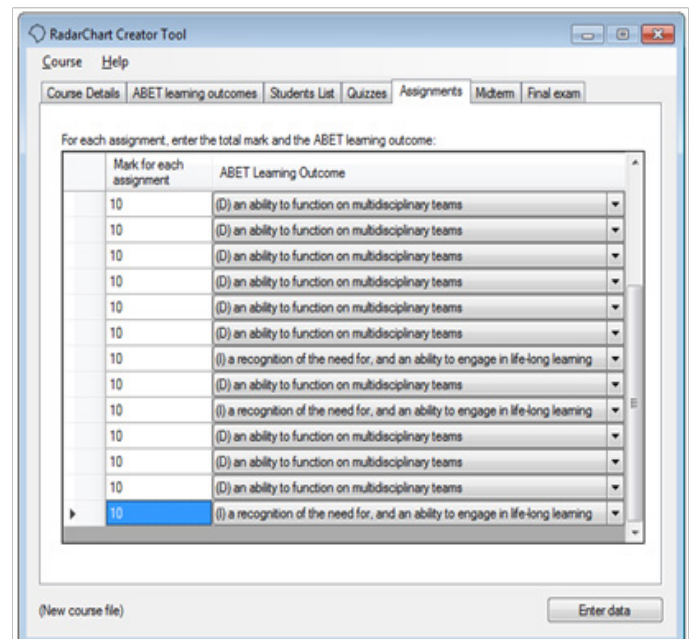 RadarChart Creator Tool
Course Help
Course Details ABET learning outcomes Students List Quizzes Assignments Midterm Final exam
For each assignment, enter the total mark and the ABET learning outcome:
Mark for each assignment ABET Learning Outcome
10 (D) an ability to function on multidisciplinary teams
10 (D) an ability to function on multidisciplinary teams
10 (D) an ability to function on multidisciplinary teams
10 (D) an ability to function on multidisciplinary teams
10 (D) an ability to function on multidisciplinary teams
10 (D) an ability to function on multidisciplinary teams
10 (I) a recognition of the need for, and an ability to engage in life-long learning
10 (D) an ability to function on multidisciplinary teams
10 (I) a recognition of the need for, and an ability to engage in life-long learning
10 (D) an ability to function on multidisciplinary teams
10 (D) an ability to function on multidisciplinary teams
10 (D) an ability to function on multidisciplinary teams
10 (I) a recognition of the need for, and an ability to engage in life-long learning
(New course file) Enter data